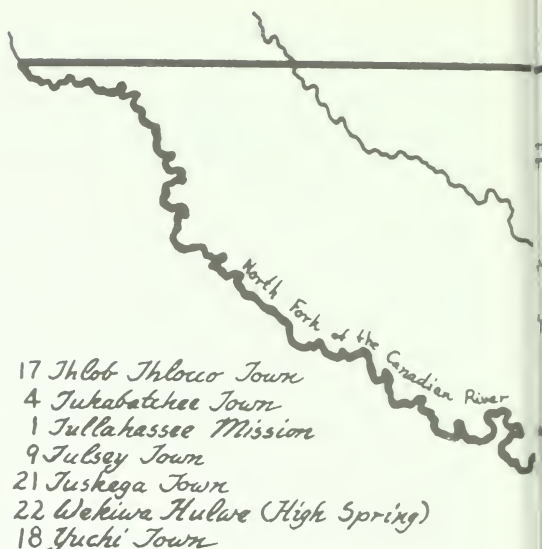 North Fork of the Canadian River
17 Thlob Thlocco Town
4 Tukabatchee Town
1 Tullahassee Mission
9 Tulsey Town
21 Tuskega Town
22 Wekiwa Hulwe (High Spring)
18 Yuchi Town